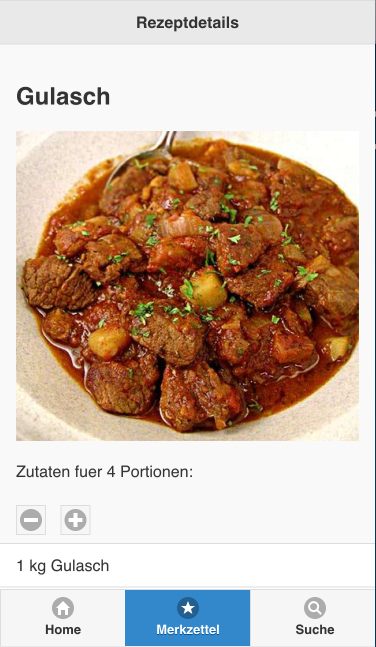 Rezeptdetails
Gulasch
Zutaten fuer 4 Portionen:
1 kg Gulasch
Home Merkzettel Suche